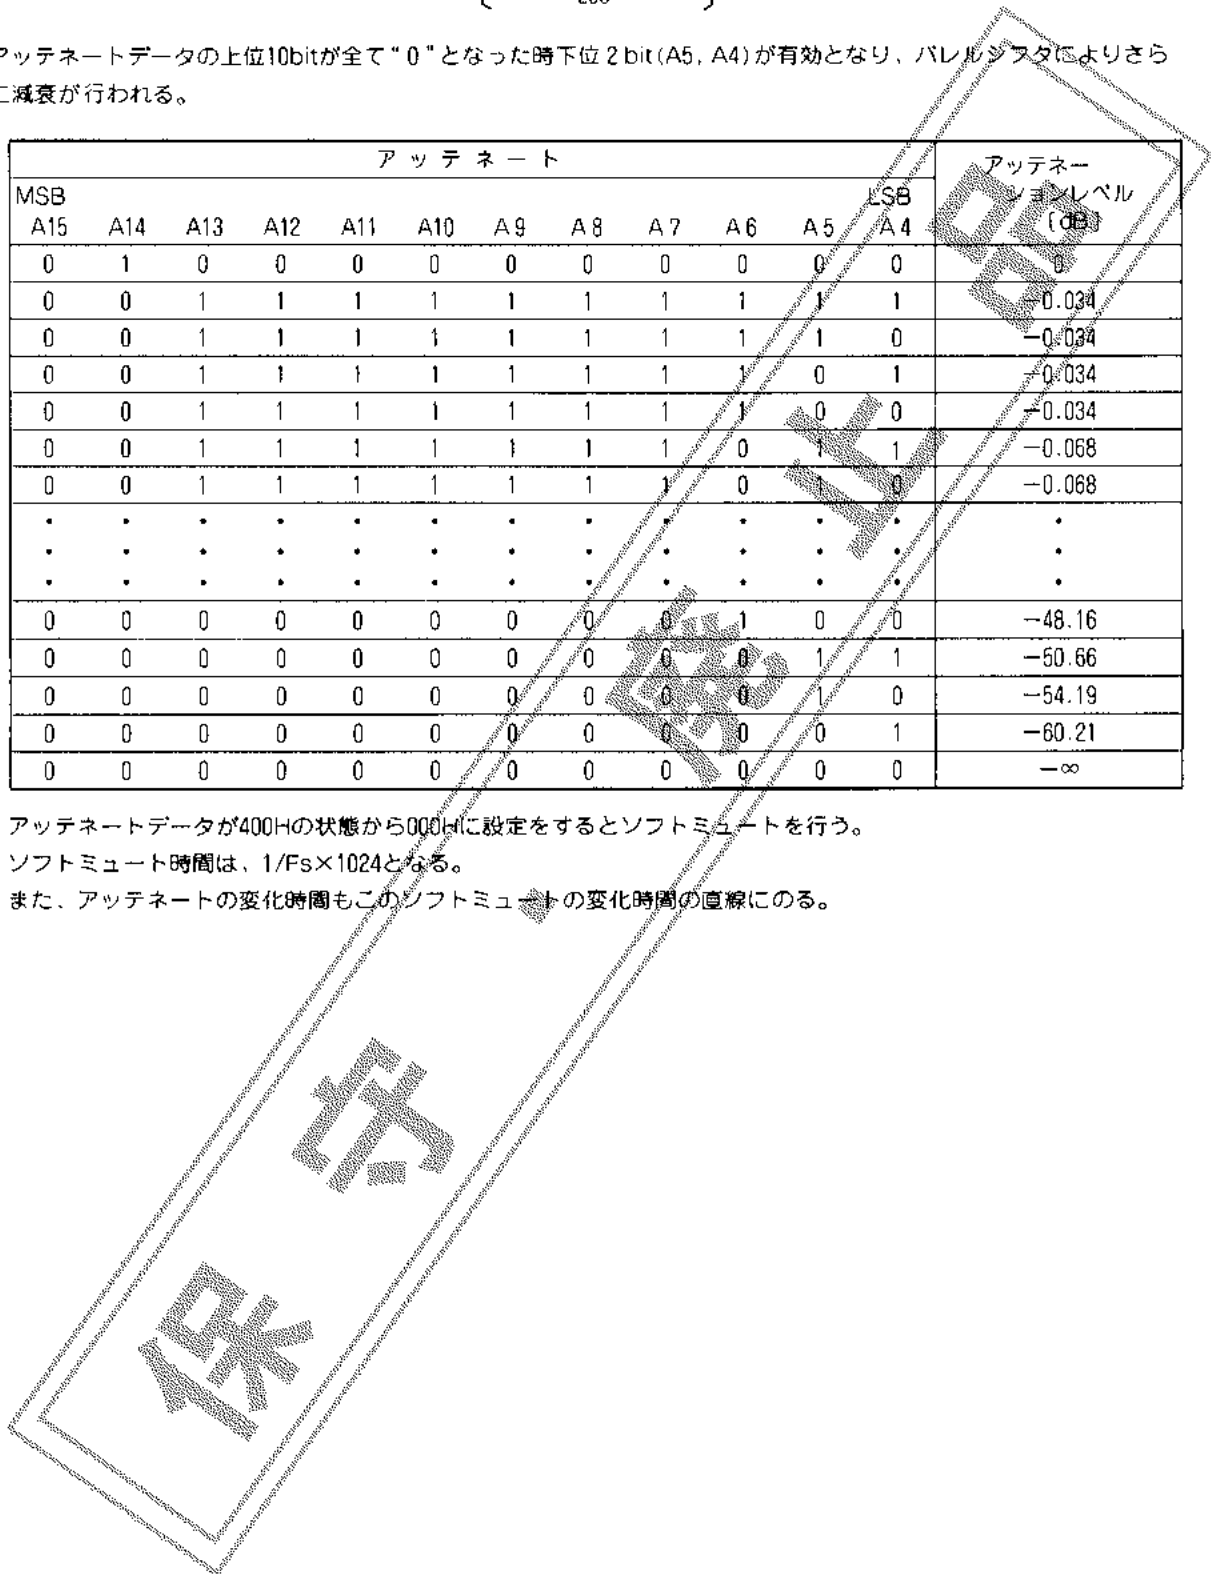 アッテネートデータの上位10bitが全て“0”となった時下位2bit(A5, A4)が有効となり、バレルシフタによりさら
に減衰が行われる。
アッテネート
アッテネー
ションレベル
〔dB〕
MSB LSB
A15 A14 A13 A12 A11 A10 A9 A8 A7 A6 A5 A4
0 1 0 0 0 0 0 0 0 0 0 0 0
0 0 1 1 1 1 1 1 1 1 1 1 −0.034
0 0 1 1 1 1 1 1 1 1 1 0 −0.034
0 0 1 1 1 1 1 1 1 1 0 1 −0.034
0 0 1 1 1 1 1 1 1 1 0 0 −0.034
0 0 1 1 1 1 1 1 1 0 1 1 −0.068
0 0 1 1 1 1 1 1 1 0 1 0 −0.068
0 0 0 0 0 0 0 0 0 1 0 0 −48.16
0 0 0 0 0 0 0 0 0 0 1 1 −50.66
0 0 0 0 0 0 0 0 0 0 1 0 −54.19
0 0 0 0 0 0 0 0 0 0 0 1 −60.21
0 0 0 0 0 0 0 0 0 0 0 0 −∞
アッテネートデータが400Hの状態から000Hに設定をするとソフトミュートを行う。
ソフトミュート時間は、1/Fs×1024となる。
また、アッテネートの変化時間もこのソフトミュートの変化時間の直線にのる。
保守・廃止品